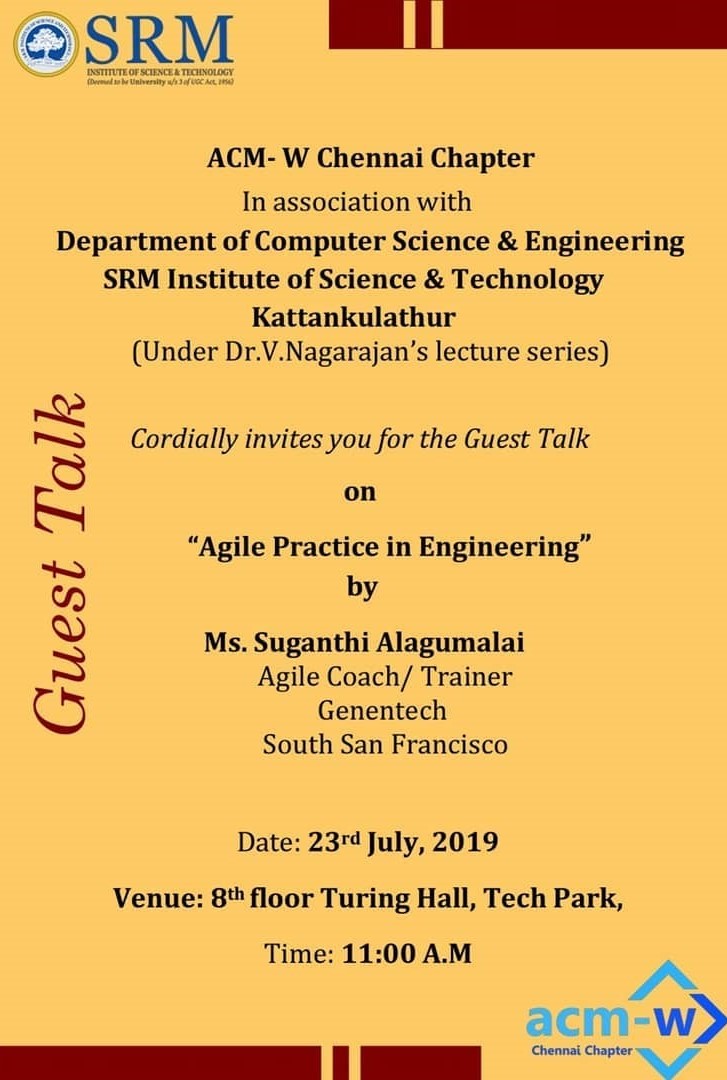 SRM
INSTITUTE OF SCIENCE & TECHNOLOGY
(Deemed to be University u/s 3 of UGC Act, 1956)
ACM- W Chennai Chapter
In association with
Department of Computer Science & Engineering
SRM Institute of Science & Technology
Kattankulathur
(Under Dr.V.Nagarajan's lecture series)
Guest Talk
Cordially invites you for the Guest Talk
on
“Agile Practice in Engineering”
by
Ms. Suganthi Alagumalai
Agile Coach/ Trainer
Genentech
South San Francisco
Date: 23rd July, 2019
Venue: 8th floor Turing Hall, Tech Park,
Time: 11:00 A.M
acm-w
Chennai Chapter